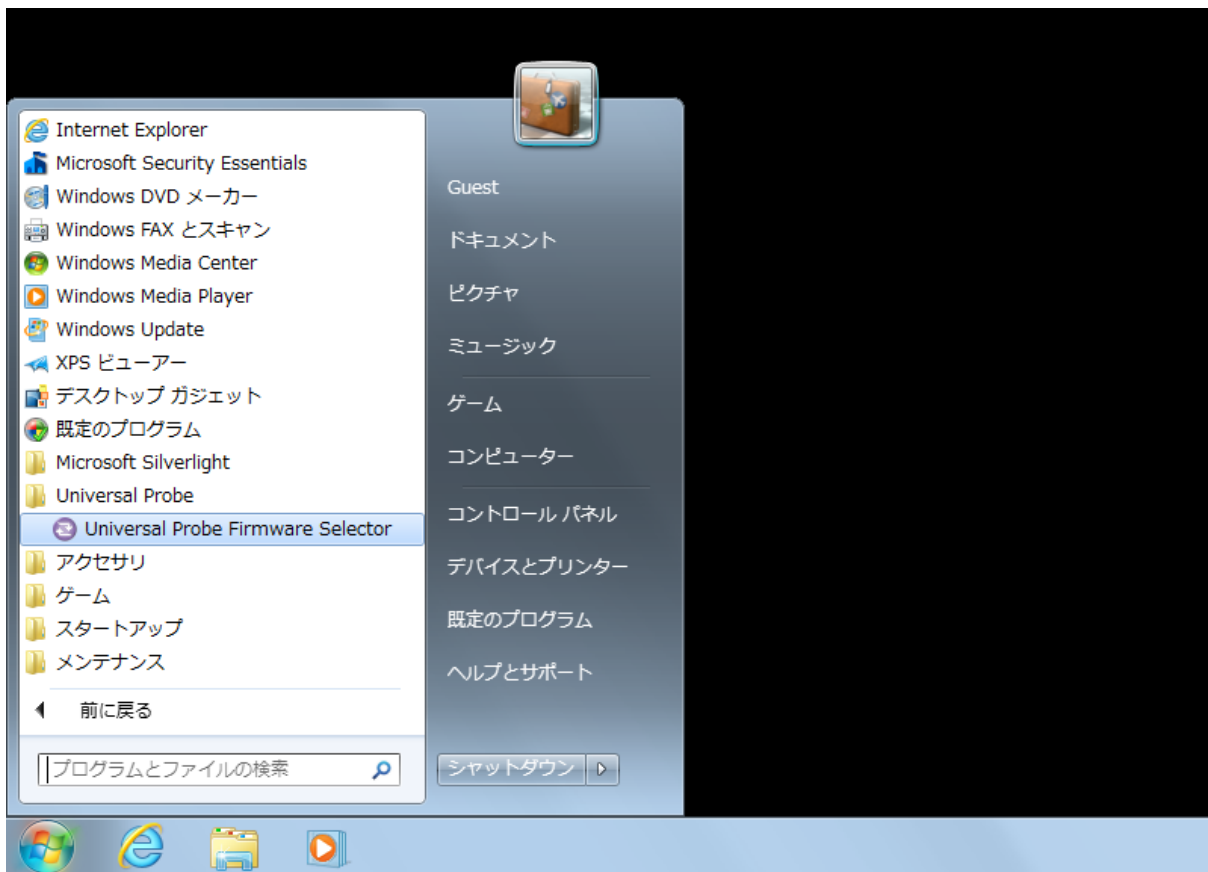 Internet Explorer
Microsoft Security Essentials
Windows DVD メーカー
Windows FAX とスキャン
Windows Media Center
Windows Media Player
Windows Update
XPS ビューアー
デスクトップ ガジェット
既定のプログラム
Microsoft Silverlight
Universal Probe
Universal Probe Firmware Selector
アクセサリ
ゲーム
スタートアップ
メンテナンス
前に戻る
プログラムとファイルの検索
Guest
ドキュメント
ピクチャ
ミュージック
ゲーム
コンピューター
コントロール パネル
デバイスとプリンター
既定のプログラム
ヘルプとサポート
シャットダウン